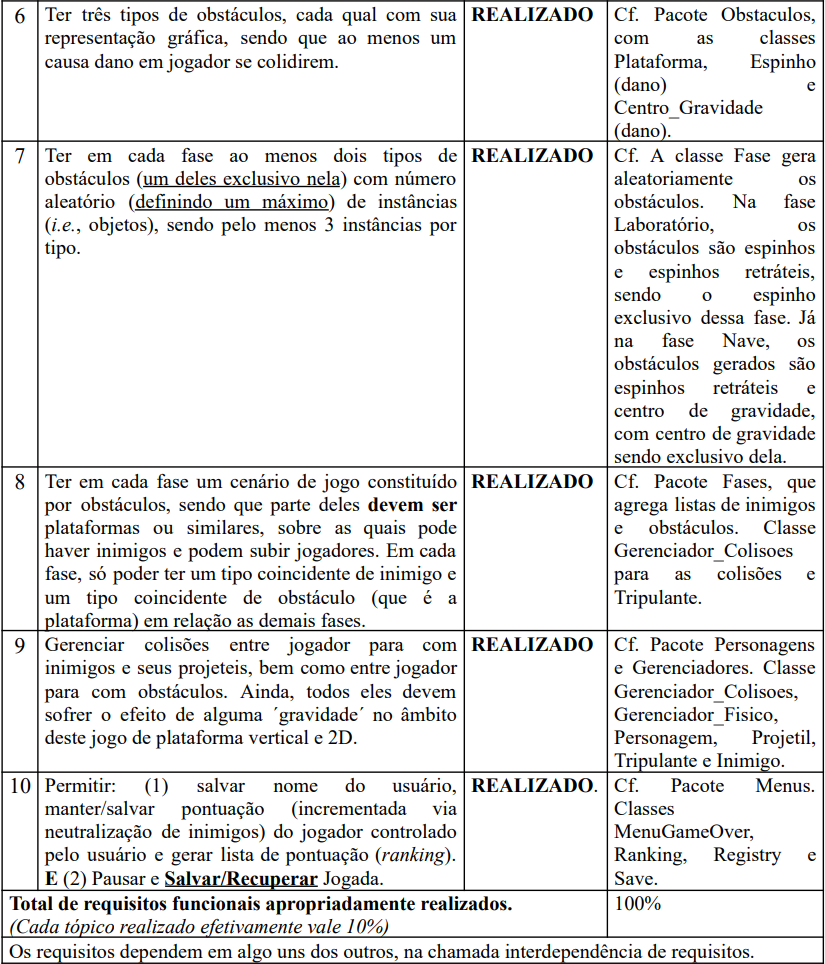 6
Ter três tipos de obstáculos, cada qual com sua
representação gráfica, sendo que ao menos um
causa dano em jogador se colidirem.
REALIZADO
Cf. Pacote Obstaculos,
com as classes
Plataforma, Espinho
(dano) e
Centro_Gravidade
(dano).
7
Ter em cada fase ao menos dois tipos de
obstáculos (um deles exclusivo nela) com número
aleatório (definindo um máximo) de instâncias
(i.e., objetos), sendo pelo menos 3 instâncias por
tipo.
REALIZADO
Cf. A classe Fase gera
aleatoriamente os
obstáculos. Na fase
Laboratório, os
obstáculos são espinhos
e espinhos retráteis,
sendo o espinho
exclusivo dessa fase. Já
na fase Nave, os
obstáculos gerados são
espinhos retráteis e
centro de gravidade,
com centro de gravidade
sendo exclusivo dela.
8
Ter em cada fase um cenário de jogo constituído
por obstáculos, sendo que parte deles devem ser
plataformas ou similares, sobre as quais pode
haver inimigos e podem subir jogadores. Em cada
fase, só poder ter um tipo coincidente de inimigo e
um tipo coincidente de obstáculo (que é a
plataforma) em relação as demais fases.
REALIZADO
Cf. Pacote Fases, que
agrega listas de inimigos
e obstáculos. Classe
Gerenciador_Colisoes
para as colisões e
Tripulante.
9
Gerenciar colisões entre jogador para com
inimigos e seus projeteis, bem como entre jogador
para com obstáculos. Ainda, todos eles devem
sofrer o efeito de alguma ´gravidade´ no âmbito
deste jogo de plataforma vertical e 2D.
REALIZADO
Cf. Pacote Personagens
e Gerenciadores. Classe
Gerenciador_Colisoes,
Gerenciador_Fisico,
Personagem, Projetil,
Tripulante e Inimigo.
10
Permitir: (1) salvar nome do usuário,
manter/salvar pontuação (incrementada via
neutralização de inimigos) do jogador controlado
pelo usuário e gerar lista de pontuação (ranking).
E (2) Pausar e Salvar/Recuperar Jogada.
REALIZADO.
Cf. Pacote Menus.
Classes
MenuGameOver,
Ranking, Registry e
Save.
Total de requisitos funcionais apropriadamente realizados.
(Cada tópico realizado efetivamente vale 10%)
100%
Os requisitos dependem em algo uns dos outros, na chamada interdependência de requisitos.